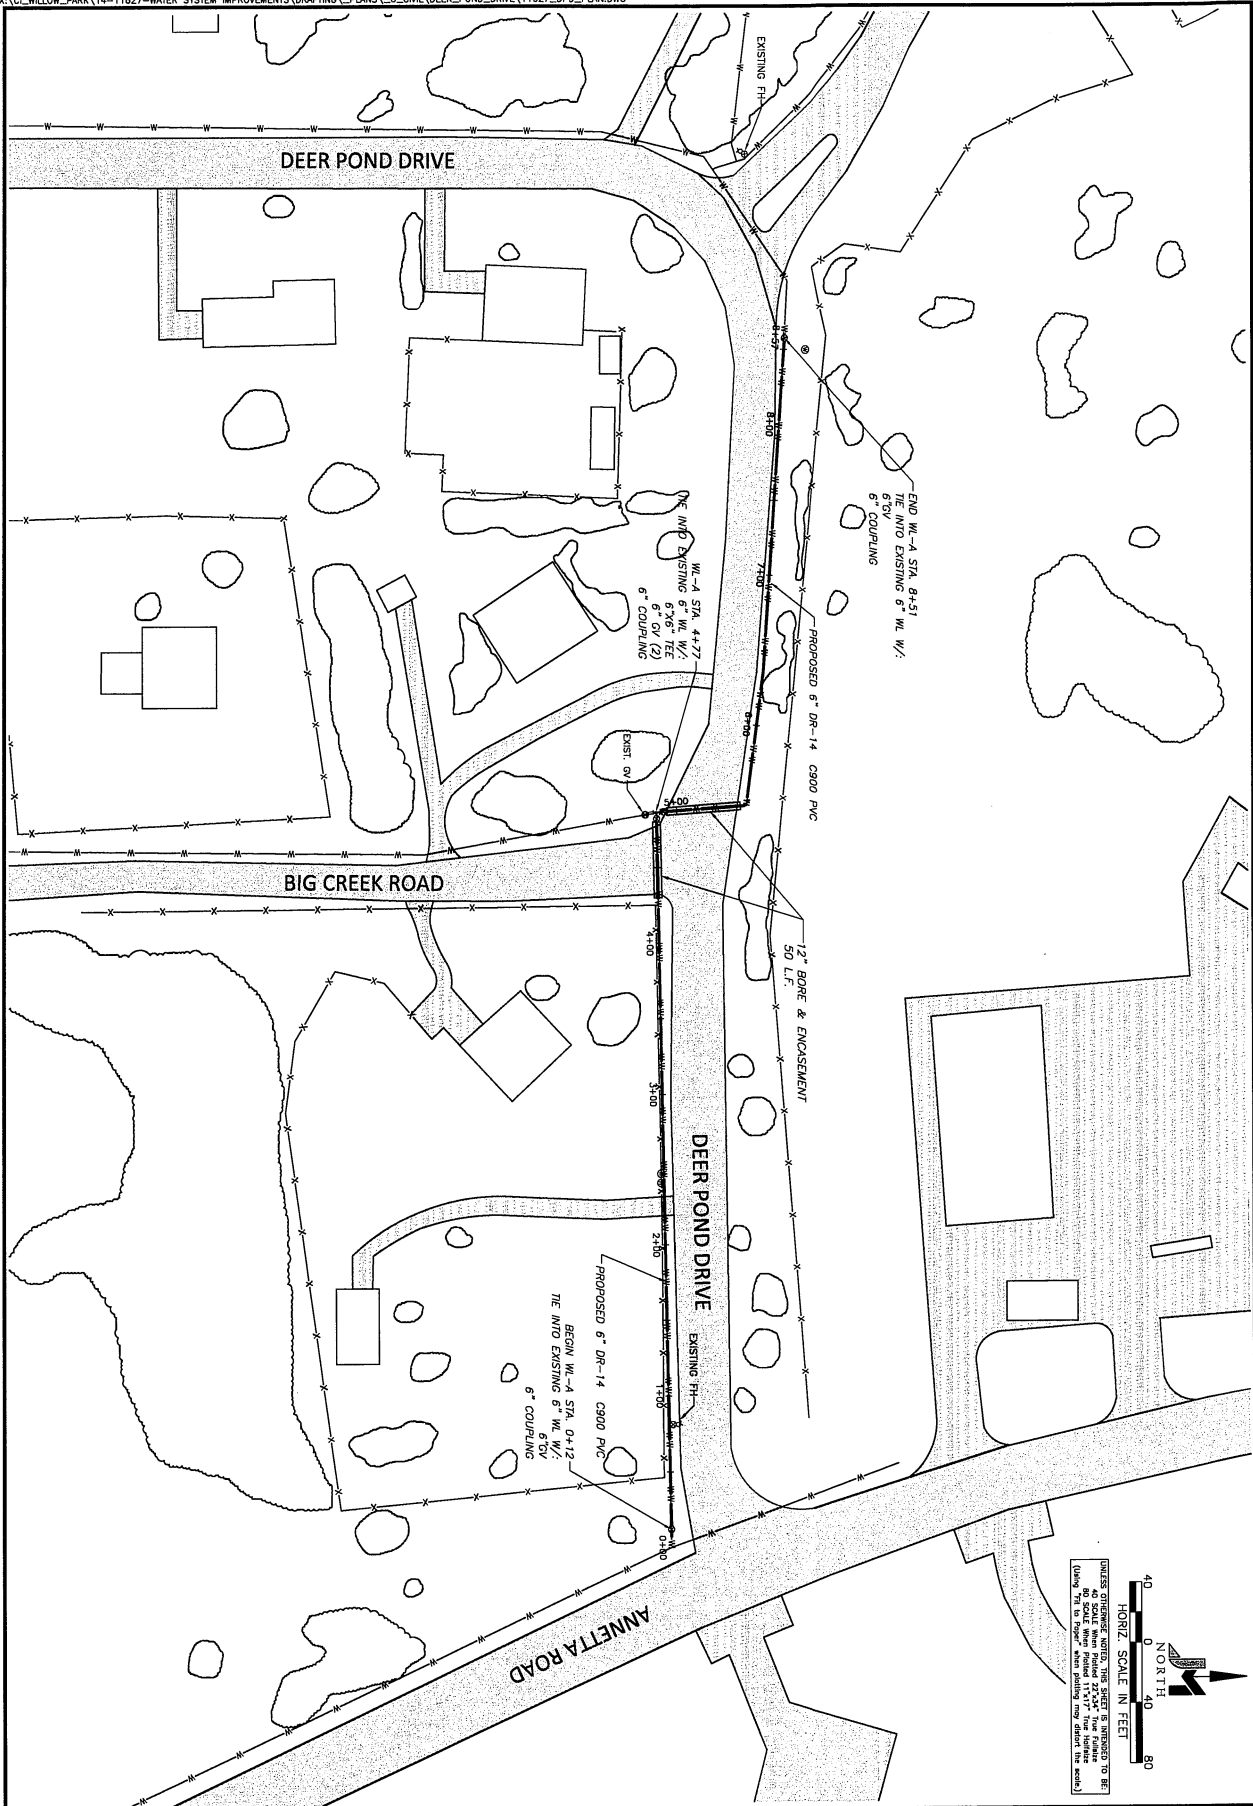 DEER POND DRIVE
EXISTING FH
8+57
8+00
7+00
6+00
5+00
4+00
3+00
2+00
1+00
0+00
END WL-A STA. 8+51
TIE INTO EXISTING 6" WL W/:
6"GV
6" COUPLING
WL-A STA. 4+77
TIE INTO EXISTING 6" WL W/:
6"X6" TEE
6" GV (2)
6" COUPLING
PROPOSED 6" DR-14 C900 PVC
EXIST. GV
BIG CREEK ROAD
12" BORE & ENCASEMENT
50 L.F.
DEER POND DRIVE
EXISTING FH
PROPOSED 6" DR-14 C900 PVC
BEGIN WL-A STA. 0+12
TIE INTO EXISTING 6" WL W/:
6"GV
6" COUPLING
ANNETTA ROAD
NORTH
40 0 40 80
HORIZ. SCALE IN FEET
UNLESS OTHERWISE NOTED, THIS SHEET IS INTENDED TO BE:
40 SCALE When Plotted 22"x34" True Fullsize
80 SCALE When Plotted 11"x17" True Halfsize
(Using "Fit to Paper" when plotting may distort the scale.)